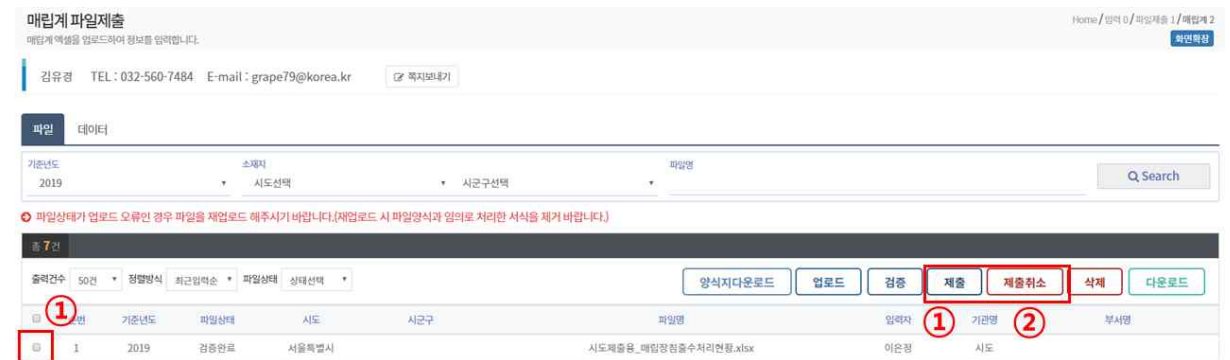 매립계 파일제출
Home / 입력 0 / 파일제출 1 / 매립계 2
매립계 엑셀을 업로드하여 정보를 입력합니다.
화면확장
김유경 TEL : 032-560-7484 E-mail : grape79@korea.kr 쪽지보내기
파일 데이터
기준년도 소재지 파일명
2019 시도선택 시군구선택 Search
파일상태가 업로드 오류인 경우 파일을 재업로드 해주시기 바랍니다.(재업로드 시 파일양식과 임의로 처리한 서식을 제거 바랍니다.)
총 7건
출력건수 50건 정렬방식 최근입력순 파일상태 상태선택 양식지다운로드 업로드 검증 제출 제출취소 삭제 다운로드
① 기준년도 파일상태 시도 시군구 파일명 입력자 ① 기관명 ② 부서명
1 2019 검증완료 서울특별시 시도제출용_매립장침출수처리현황.xlsx 이은정 시도